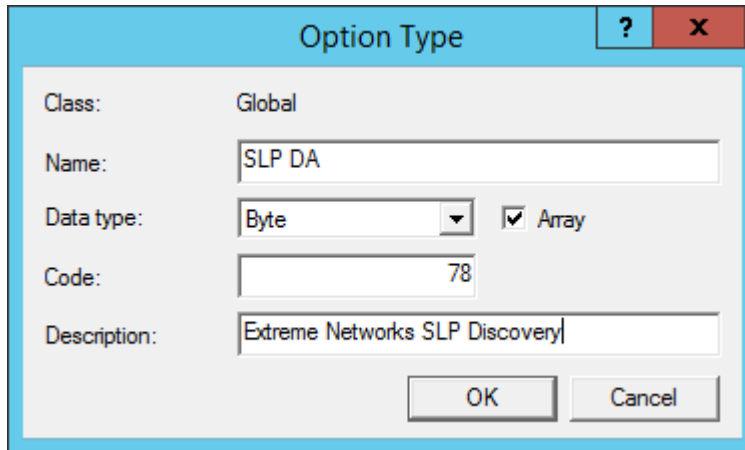 Option Type
?
x
Class: Global
Name: SLP DA
Data type: Byte Array
Code: 78
Description: Extreme Networks SLP Discovery
OK Cancel